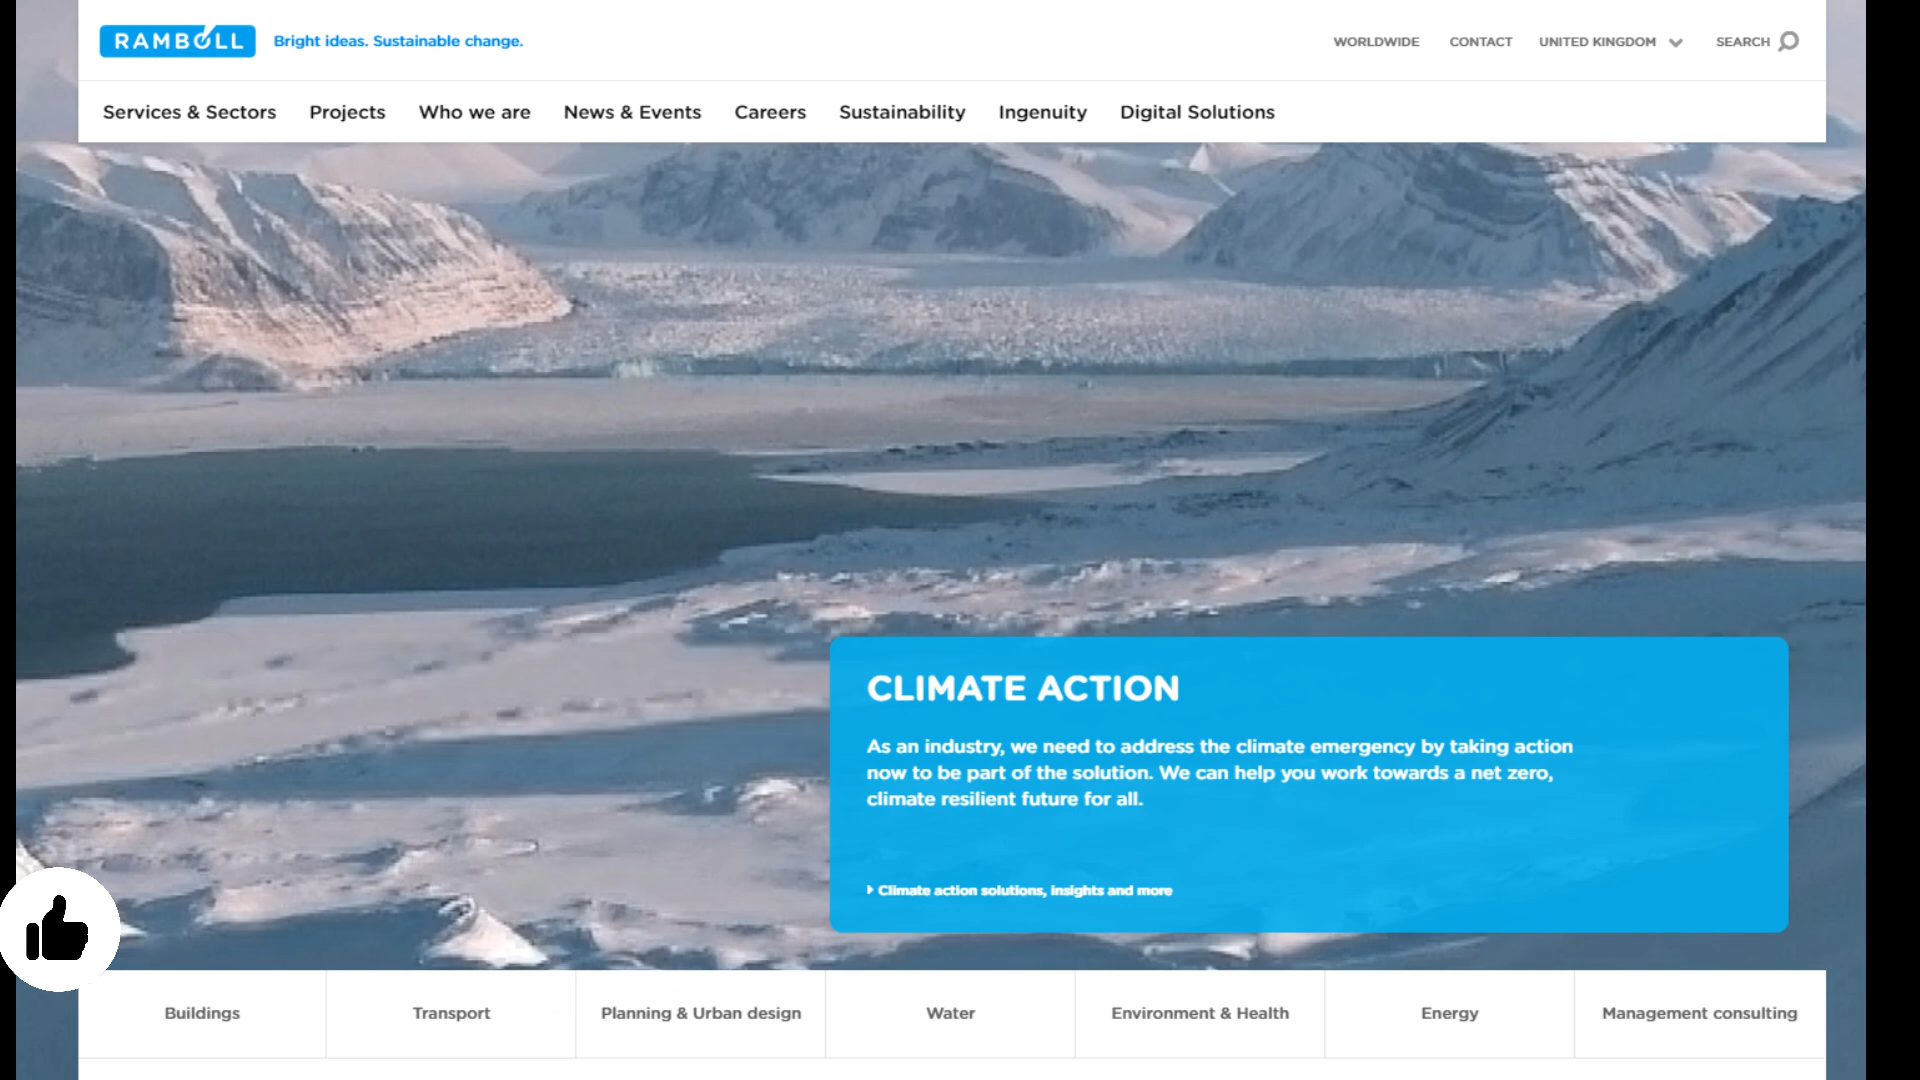 RAMBOLL Bright ideas. Sustainable change.
WORLDWIDE CONTACT UNITED KINGDOM SEARCH
Services & Sectors Projects Who we are News & Events Careers Sustainability Ingenuity Digital Solutions
CLIMATE ACTION
As an industry, we need to address the climate emergency by taking action
now to be part of the solution. We can help you work towards a net zero,
climate resilient future for all.
Climate action solutions, insights and more
Buildings Transport Planning & Urban design Water Environment & Health Energy Management consulting